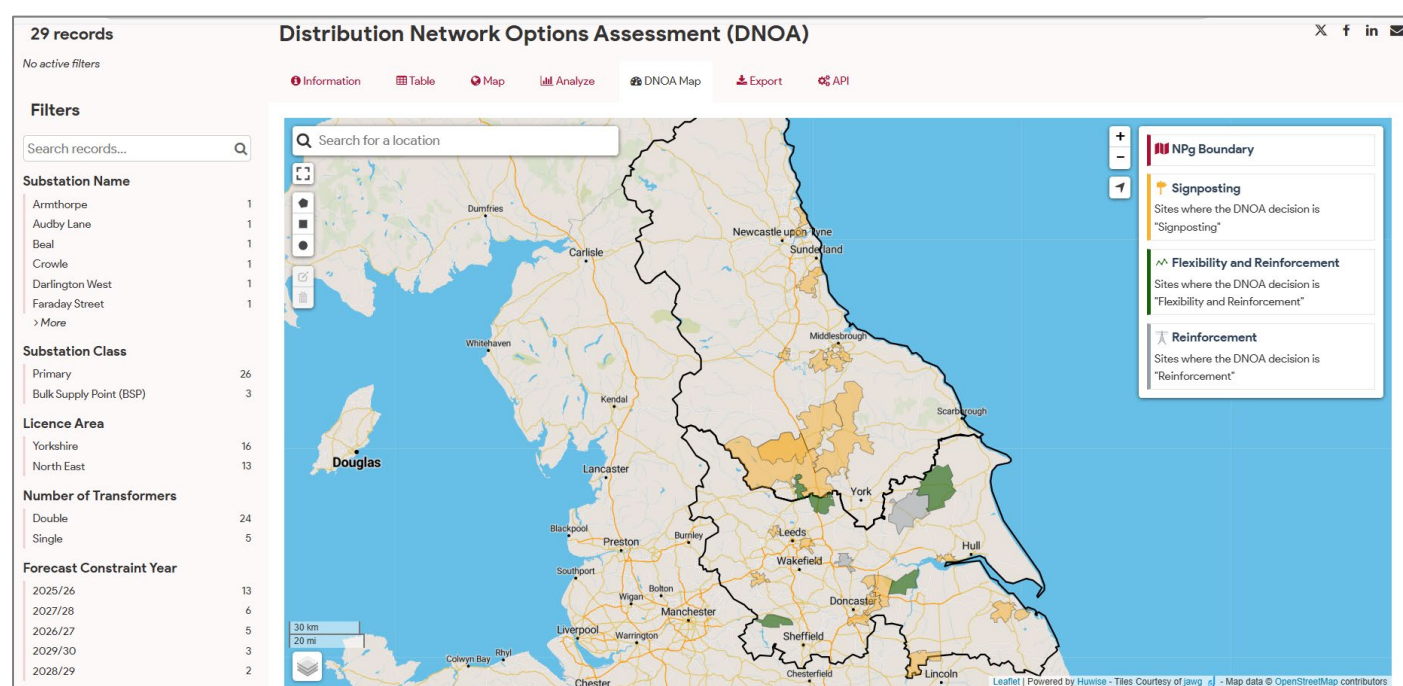 29 records
No active filters
Filters
Search records...
Substation Name
Armthorpe 1
Audby Lane 1
Beal 1
Crowle 1
Darlington West 1
Faraday Street 1
> More
Substation Class
Primary 26
Bulk Supply Point (BSP) 3
Licence Area
Yorkshire 16
North East 13
Number of Transformers
Double 24
Single 5
Forecast Constraint Year
2025/26 13
2027/28 6
2026/27 5
2029/30 3
2028/29 2
Distribution Network Options Assessment (DNOA)
Information Table Map Analyze DNOA Map Export API
Search for a location
+
−
NPg Boundary
Signposting
Sites where the DNOA decision is
"Signposting"
Flexibility and Reinforcement
Sites where the DNOA decision is
"Flexibility and Reinforcement"
Reinforcement
Sites where the DNOA decision is
"Reinforcement"
Dumfries
Newcastle upon Tyne
Carlisle
Sunderland
Whitehaven
Middlesbrough
Kendal
Scarborough
Douglas
Lancaster
York
Blackpool
Preston
Burnley
Leeds
Hull
Wakefield
Southport
Bolton
Wigan
Manchester
Doncaster
Liverpool
Warrington
Sheffield
Colwyn Bay
Rhyl
Chester
Chesterfield
Lincoln
30 km
20 mi
Leaflet | Powered by Huwise - Tiles Courtesy of jawg - Map data © OpenStreetMap contributors